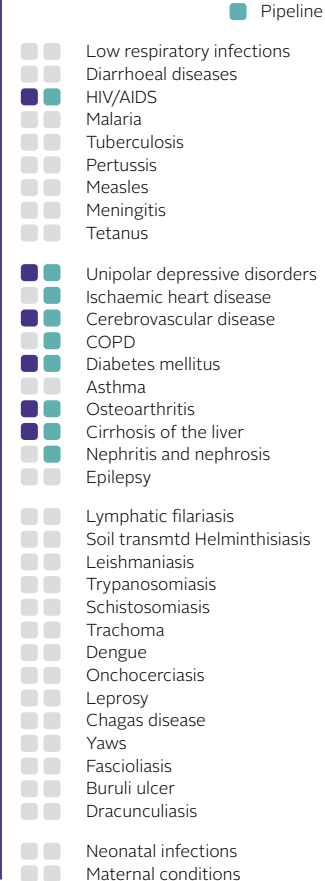 Pipeline
Low respiratory infections
Diarrhoeal diseases
HIV/AIDS
Malaria
Tuberculosis
Pertussis
Measles
Meningitis
Tetanus
Unipolar depressive disorders
Ischaemic heart disease
Cerebrovascular disease
COPD
Diabetes mellitus
Asthma
Osteoarthritis
Cirrhosis of the liver
Nephritis and nephrosis
Epilepsy
Lymphatic filariasis
Soil transmtd Helminthisiasis
Leishmaniasis
Trypanosomiasis
Schistosomiasis
Trachoma
Dengue
Onchocerciasis
Leprosy
Chagas disease
Yaws
Fascioliasis
Buruli ulcer
Dracunculiasis
Neonatal infections
Maternal conditions